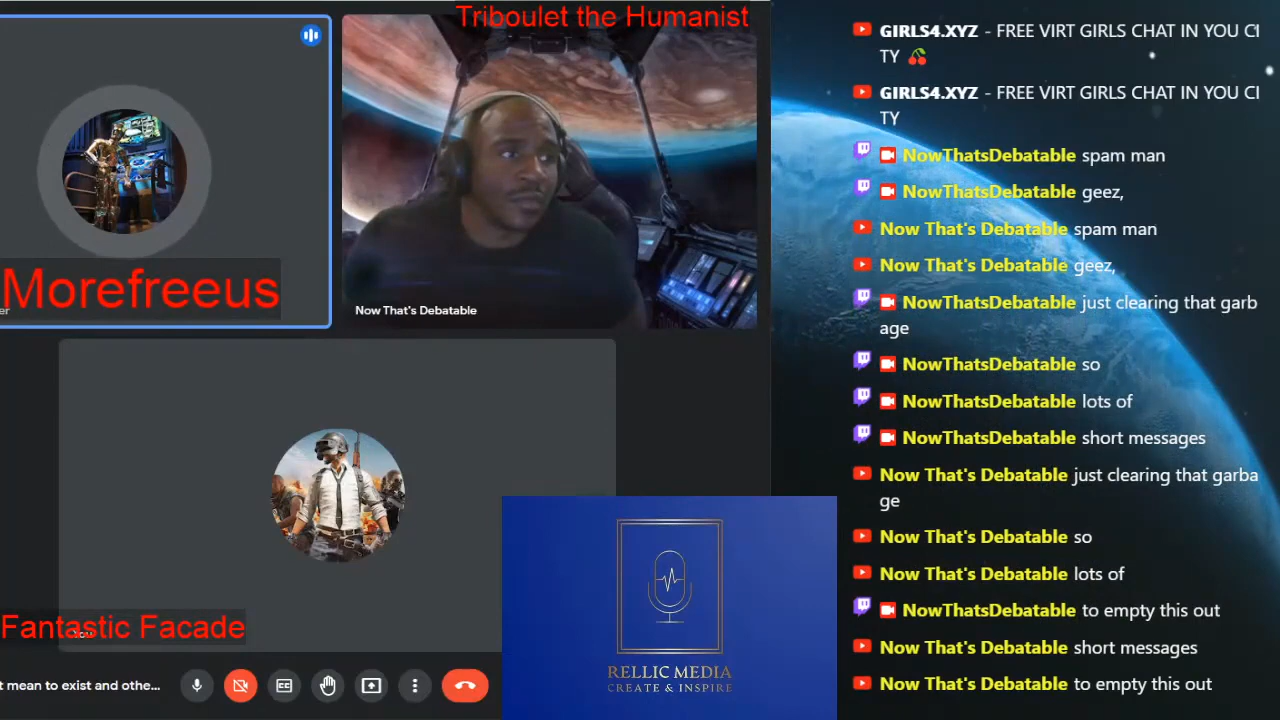 Triboulet the Humanist
Morefreeus
er
Now That's Debatable
Fantastic Facade
t mean to exist and othe...
CC
RELLIC MEDIA
CREATE & INSPIRE
GIRLS4.XYZ - FREE VIRT GIRLS CHAT IN YOU CI
TY
GIRLS4.XYZ - FREE VIRT GIRLS CHAT IN YOU CI
TY
NowThatsDebatable spam man
NowThatsDebatable geez,
Now That's Debatable spam man
Now That's Debatable geez,
NowThatsDebatable just clearing that garb
age
NowThatsDebatable so
NowThatsDebatable lots of
NowThatsDebatable short messages
Now That's Debatable just clearing that garba
ge
Now That's Debatable so
Now That's Debatable lots of
NowThatsDebatable to empty this out
Now That's Debatable short messages
Now That's Debatable to empty this out